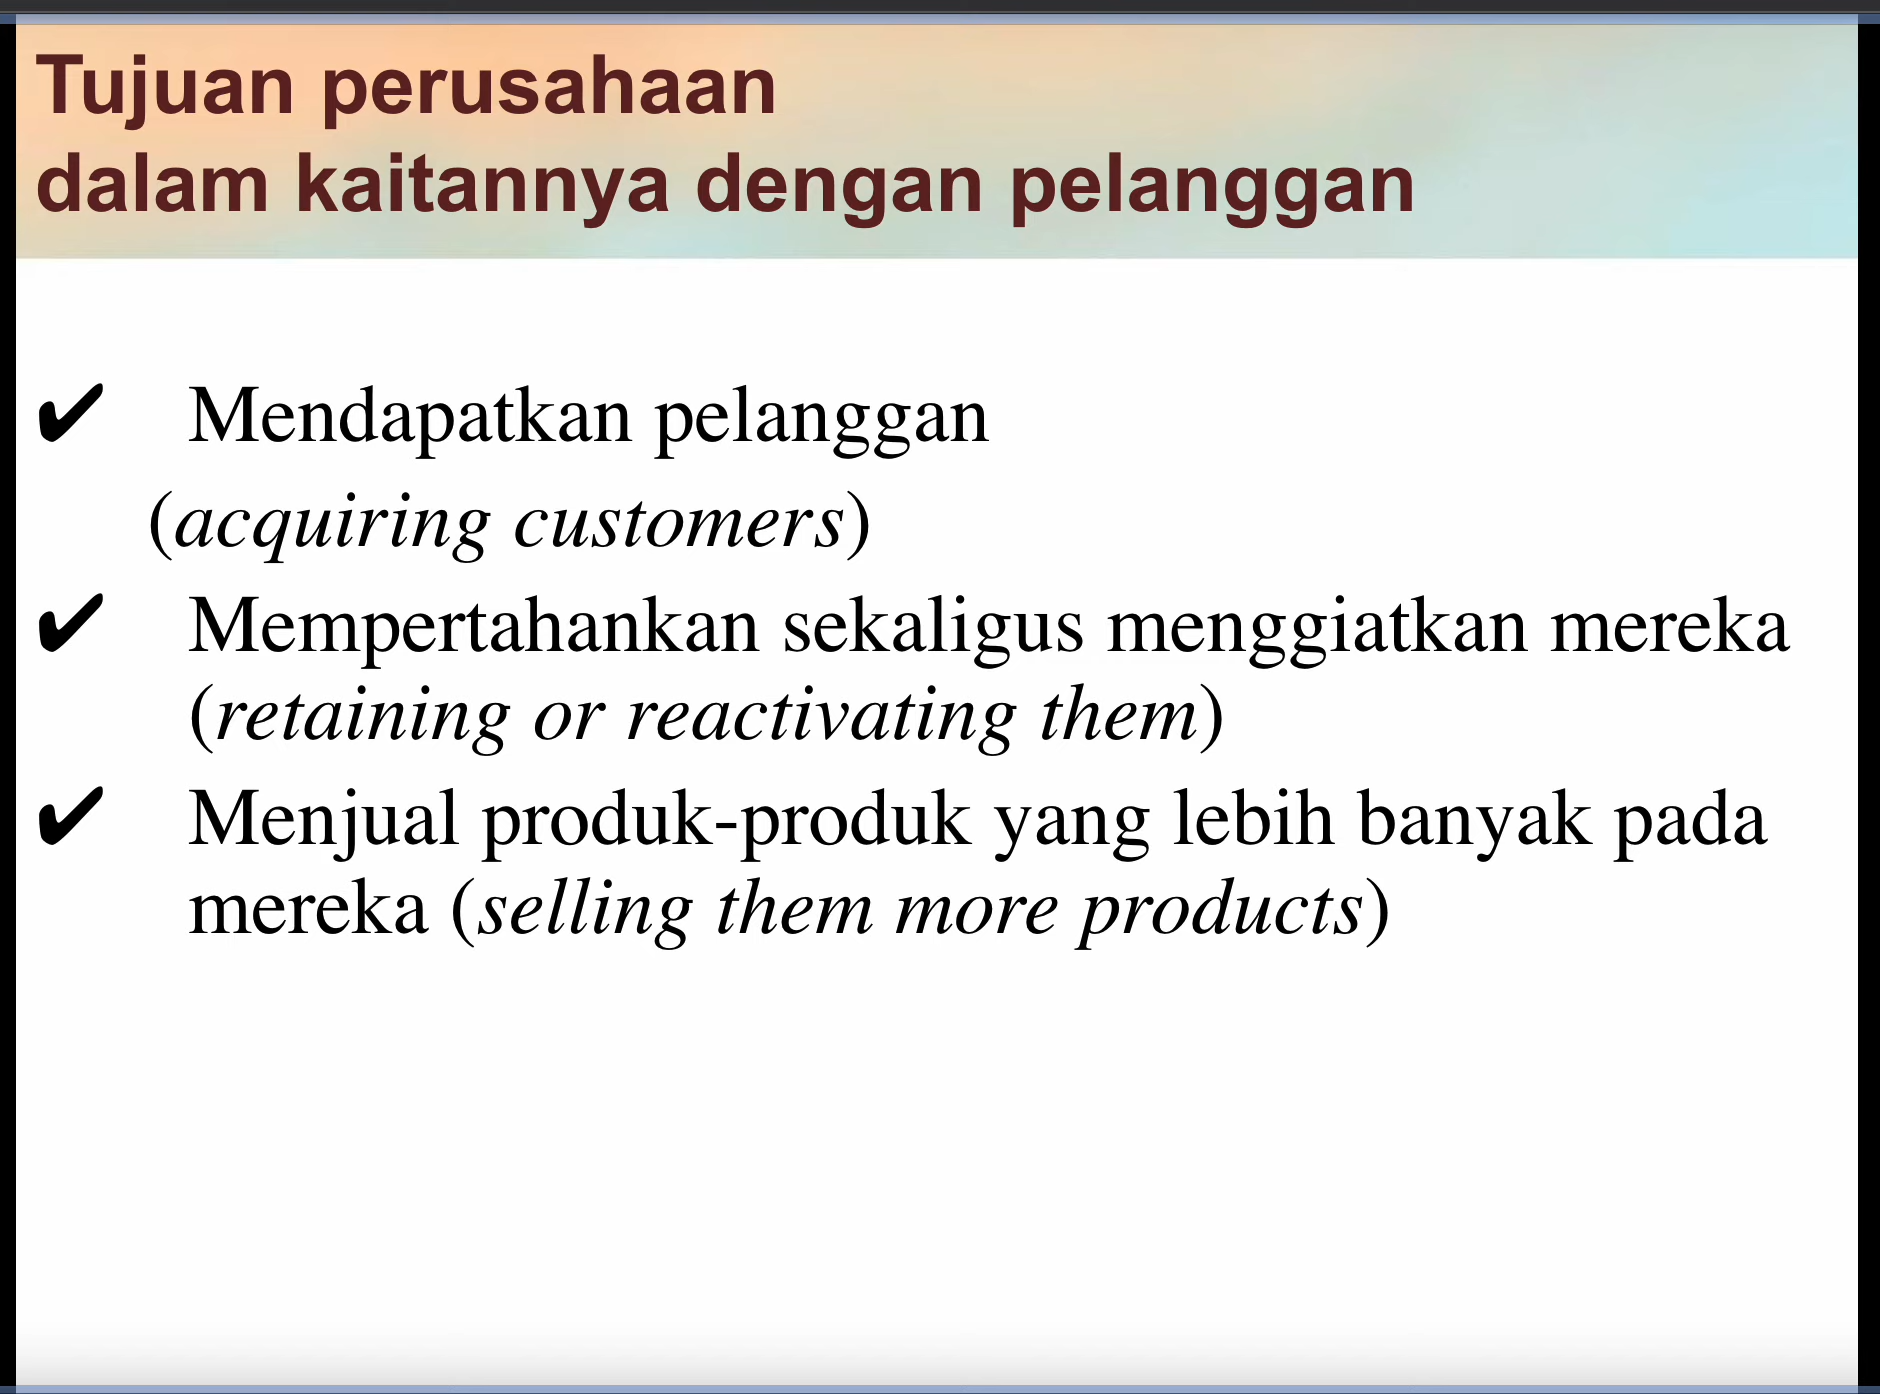 Tujuan perusahaan
dalam kaitannya dengan pelanggan
✔ Mendapatkan pelanggan
(acquiring customers)
✔ Mempertahankan sekaligus menggiatkan mereka
(retaining or reactivating them)
✔ Menjual produk-produk yang lebih banyak pada
mereka (selling them more products)